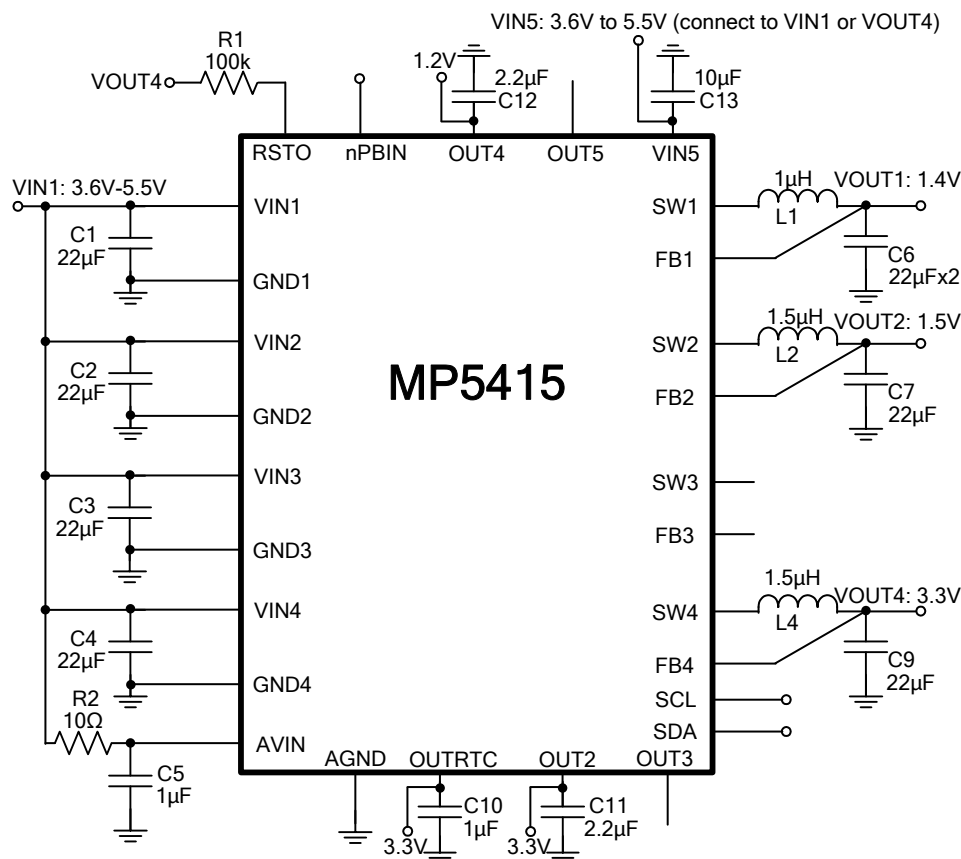 VIN5: 3.6V to 5.5V (connect to VIN1 or VOUT4)
R1
100k
VOUT4
1.2V
2.2µF
C12
10µF
C13
RSTO
nPBIN
OUT4
OUT5
VIN5
VIN1: 3.6V-5.5V
C1
22µF
VIN1
GND1
C2
22µF
VIN2
GND2
C3
22µF
VIN3
GND3
C4
22µF
VIN4
GND4
R2
10Ω
AVIN
C5
1µF
MP5415
SW1
1µH
L1
VOUT1: 1.4V
FB1
C6
22µFx2
SW2
1.5µH
L2
VOUT2: 1.5V
FB2
C7
22µF
SW3
FB3
SW4
1.5µH
L4
VOUT4: 3.3V
FB4
C9
22µF
SCL
SDA
AGND
OUTRTC
OUT2
OUT3
3.3V
C10
1µF
3.3V
C11
2.2µF